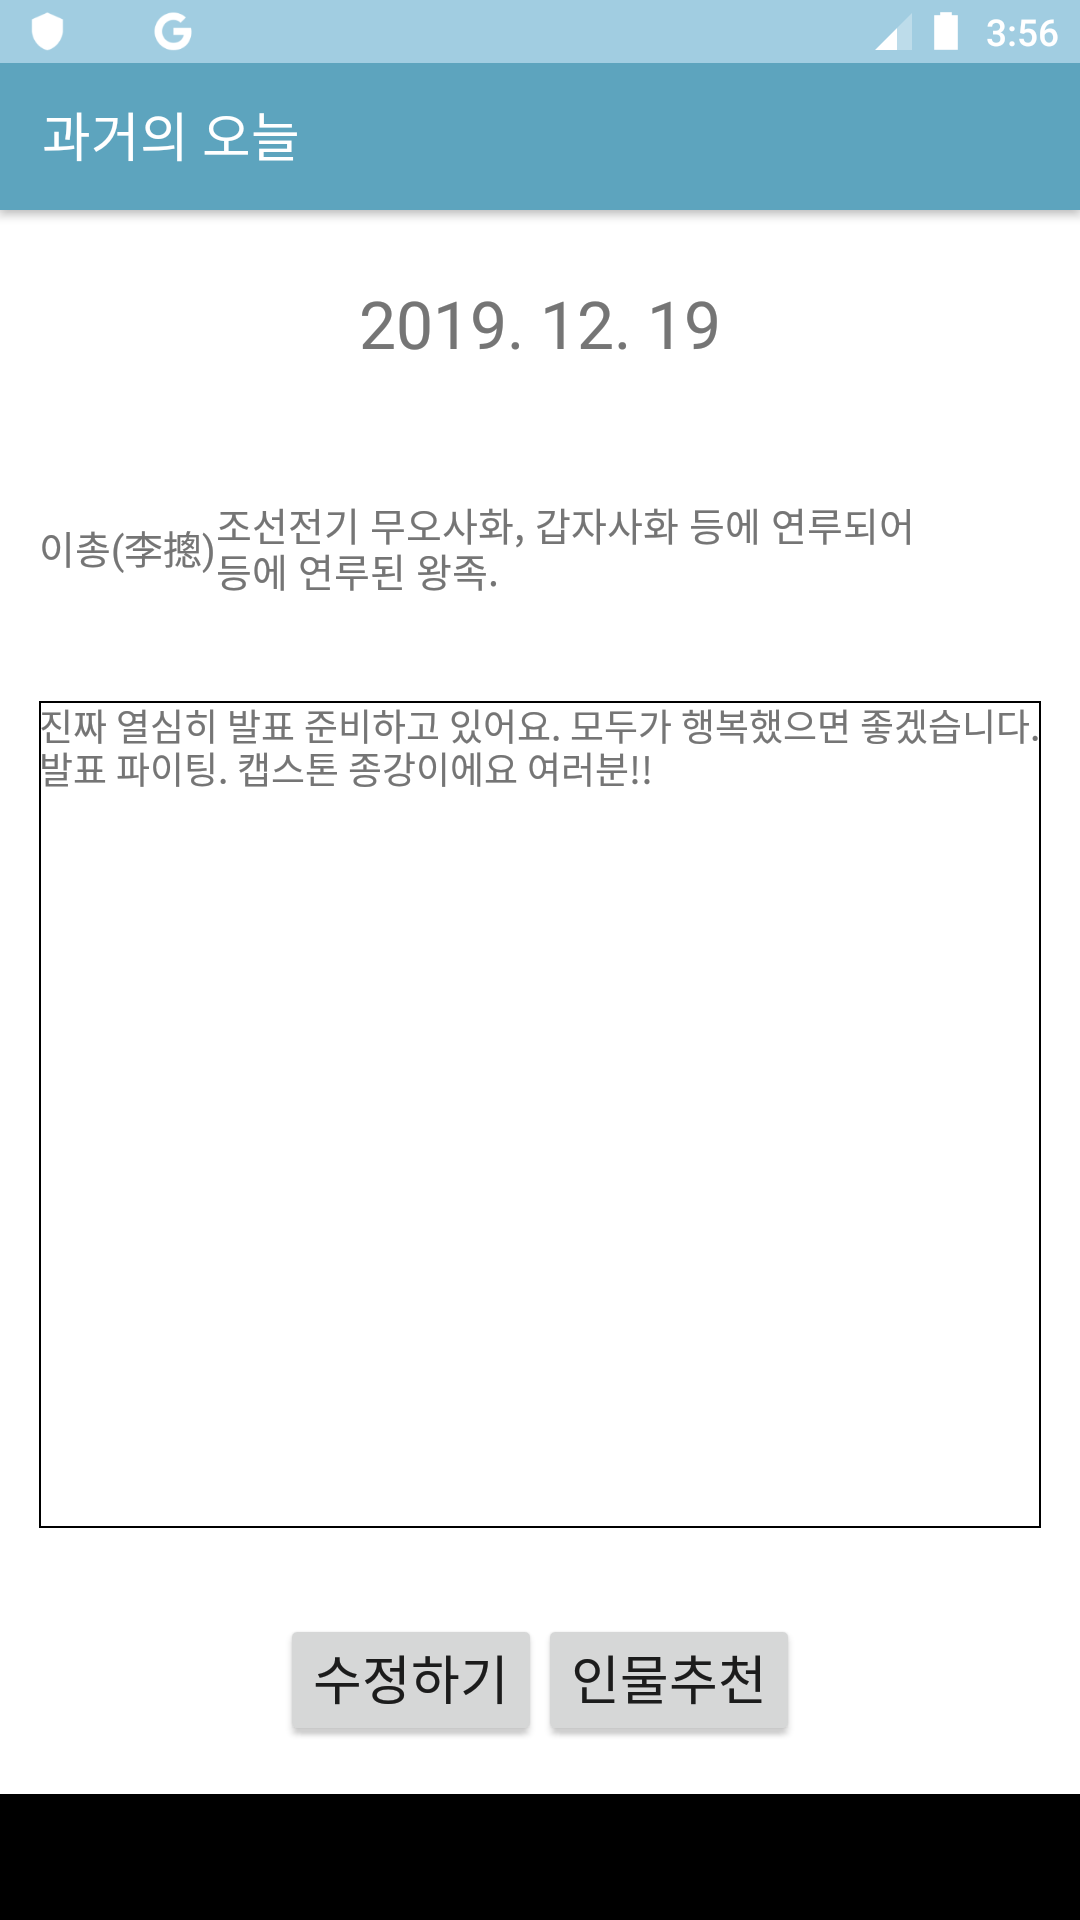 3:56
과거의 오늘
2019. 12. 19
이총(李摠)
조선전기 무오사화, 갑자사화 등에 연루되어
등에 연루된 왕족.
진짜 열심히 발표 준비하고 있어요. 모두가 행복했으면 좋겠습니다.
발표 파이팅. 캡스톤 종강이에요 여러분!!
수정하기 인물추천